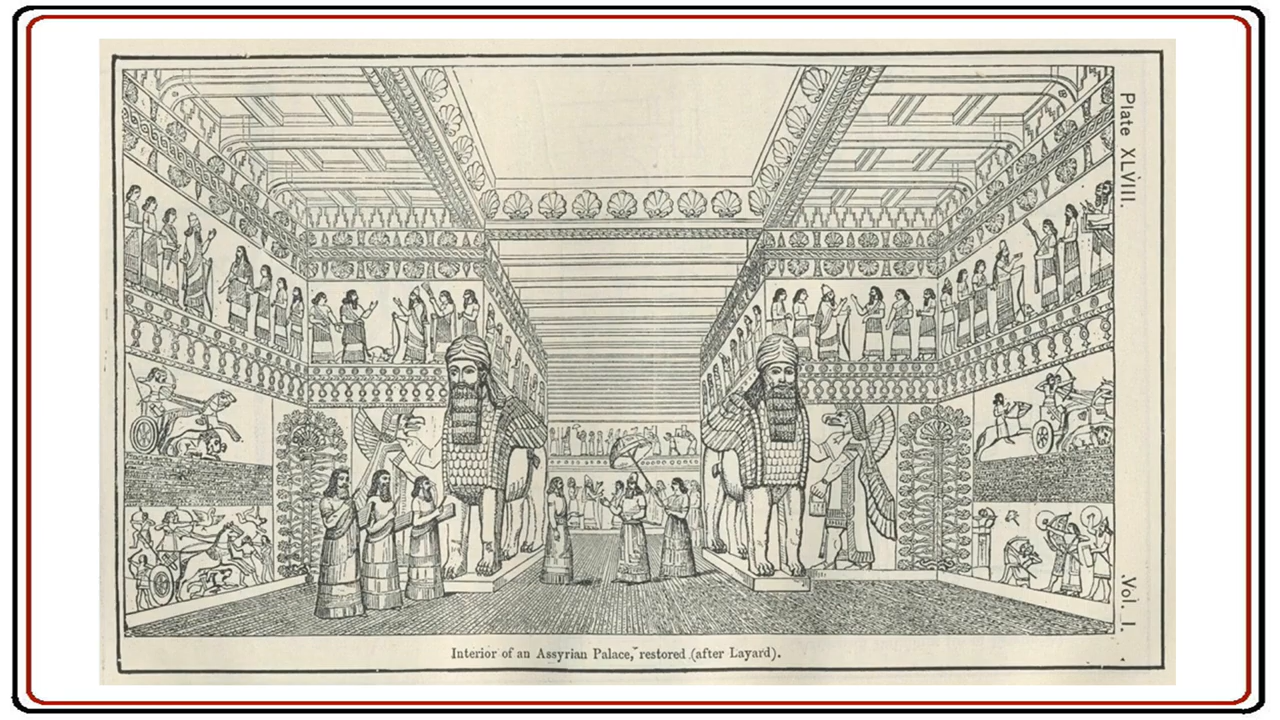 Plate XLVIII.
Vol. I.
Interior of an Assyrian Palace, restored (after Layard).